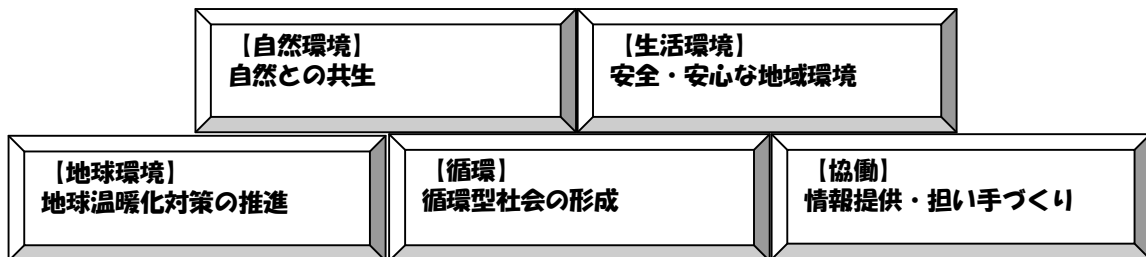 【自然環境】
自然との共生
【生活環境】
安全・安心な地域環境
【地球環境】
地球温暖化対策の推進
【循環】
循環型社会の形成
【協働】
情報提供・担い手づくり